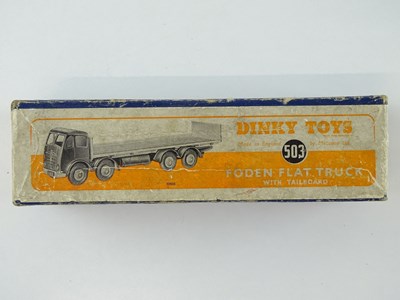 DINKY TOYS
503
FODEN FLAT TRUCK
WITH TAILBOARD